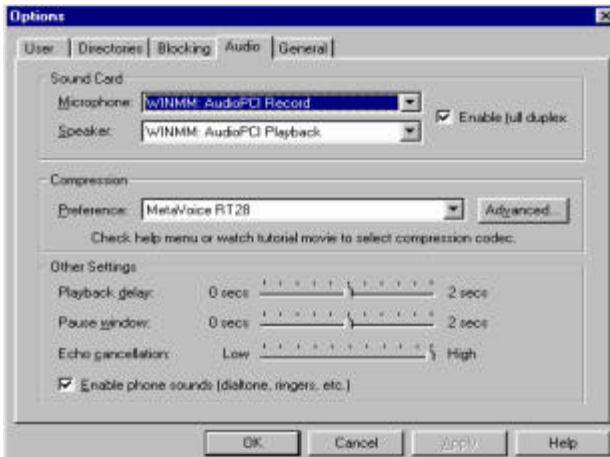 Options
User Directories Blocking Audio General
Sound Card
Microphone: WINMM: AudioPCI Record
Enable full duplex
Speaker: WINMM: AudioPCI Playback
Compression
Preference: MetaVoice RT28 Advanced...
Check help menu or watch tutorial movie to select compression codec.
Other Settings
Playback delay: 0 secs 2 secs
Pause window: 0 secs 2 secs
Echo cancellation: Low High
Enable phone sounds (dialtone, ringers, etc.)
OK Cancel Apply Help